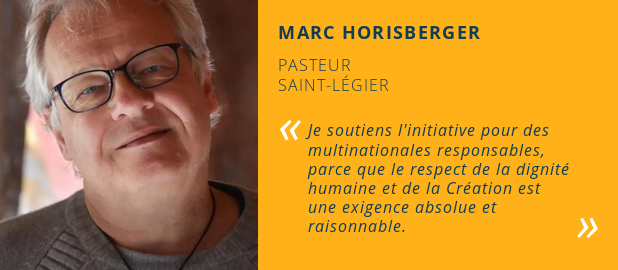 MARC HORISBERGER
PASTEUR
SAINT-LÉGIER
« Je soutiens l'initiative pour des
multinationales responsables,
parce que le respect de la dignité
humaine et de la Création est
une exigence absolue et
raisonnable. »